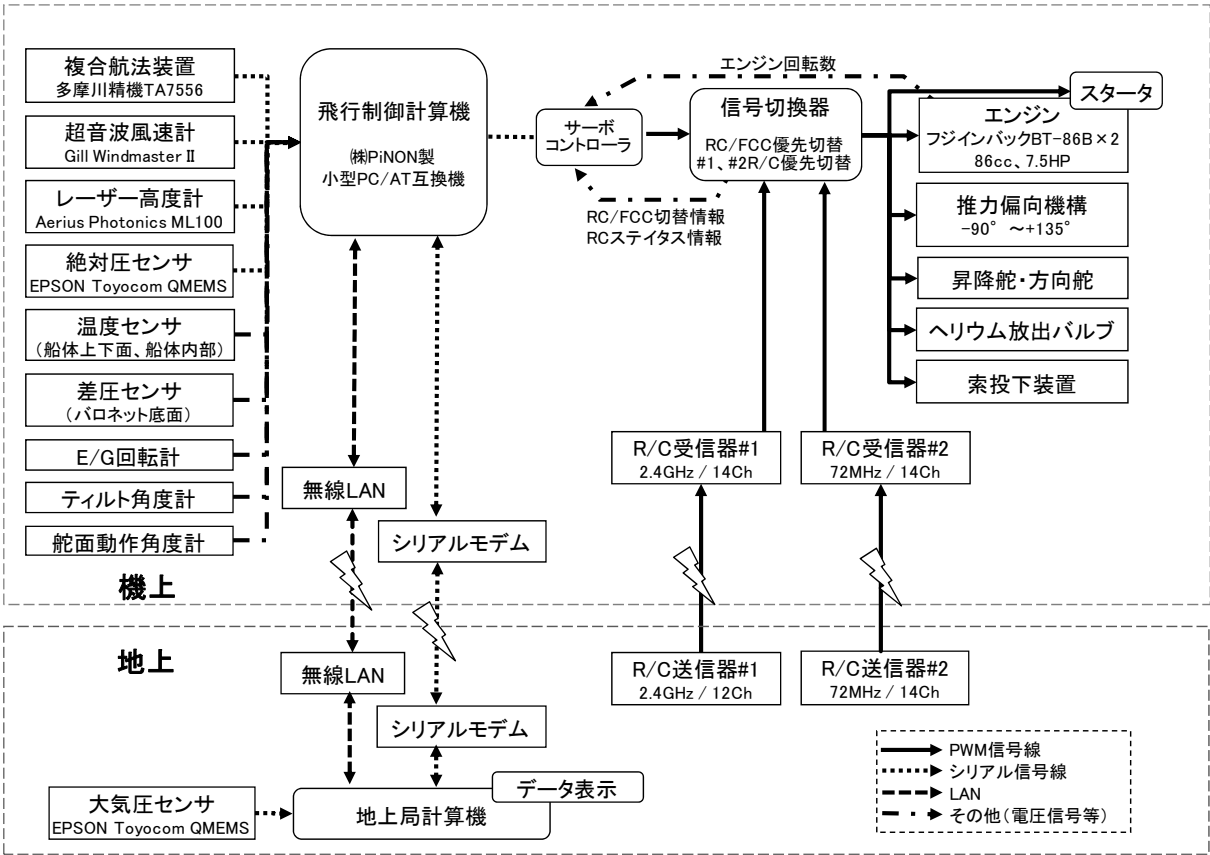 複合航法装置
多摩川精機TA7556
超音波風速計
Gill Windmaster II
レーザー高度計
Aerius Photonics ML100
絶対圧センサ
EPSON Toyocom QMEMS
温度センサ
(船体上下面、船体内部)
差圧センサ
(バロネット底面)
E/G回転計
ティルト角度計
舵面動作角度計
機上
飛行制御計算機
㈱PiNON製
小型PC/AT互換機
サーボ
コントローラ
エンジン回転数
信号切換器
RC/FCC優先切替
#1、#2R/C優先切替
RC/FCC切替情報
RCステイタス情報
スタータ
エンジン
フジインバックBT-86B×2
86cc、7.5HP
推力偏向機構
-90° ~+135°
昇降舵・方向舵
ヘリウム放出バルブ
索投下装置
R/C受信器#1
2.4GHz / 14Ch
R/C受信器#2
72MHz / 14Ch
無線LAN
シリアルモデム
地上
無線LAN
シリアルモデム
R/C送信器#1
2.4GHz / 12Ch
R/C送信器#2
72MHz / 14Ch
大気圧センサ
EPSON Toyocom QMEMS
データ表示
地上局計算機
PWM信号線
シリアル信号線
LAN
その他(電圧信号等)